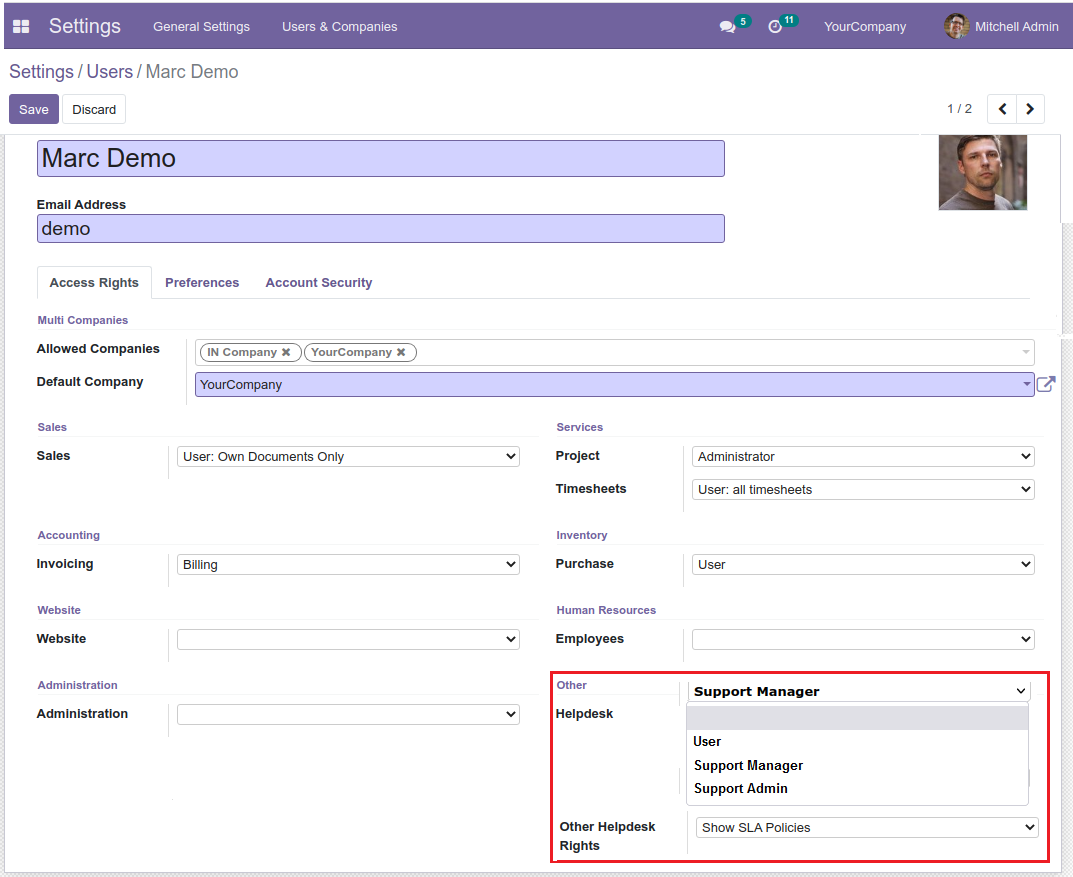 Settings General Settings Users & Companies 5 11 YourCompany Mitchell Admin
Settings / Users / Marc Demo
Save Discard 1 / 2
Marc Demo
Email Address
demo
Access Rights Preferences Account Security
Multi Companies
Allowed Companies IN Company ✖ YourCompany ✖
Default Company YourCompany
Sales Services
Sales User: Own Documents Only Project Administrator
Timesheets User: all timesheets
Accounting Inventory
Invoicing Billing Purchase User
Website Human Resources
Website Employees
Administration Other Support Manager
Administration Helpdesk
User
Support Manager
Support Admin
Other Helpdesk Show SLA Policies
Rights